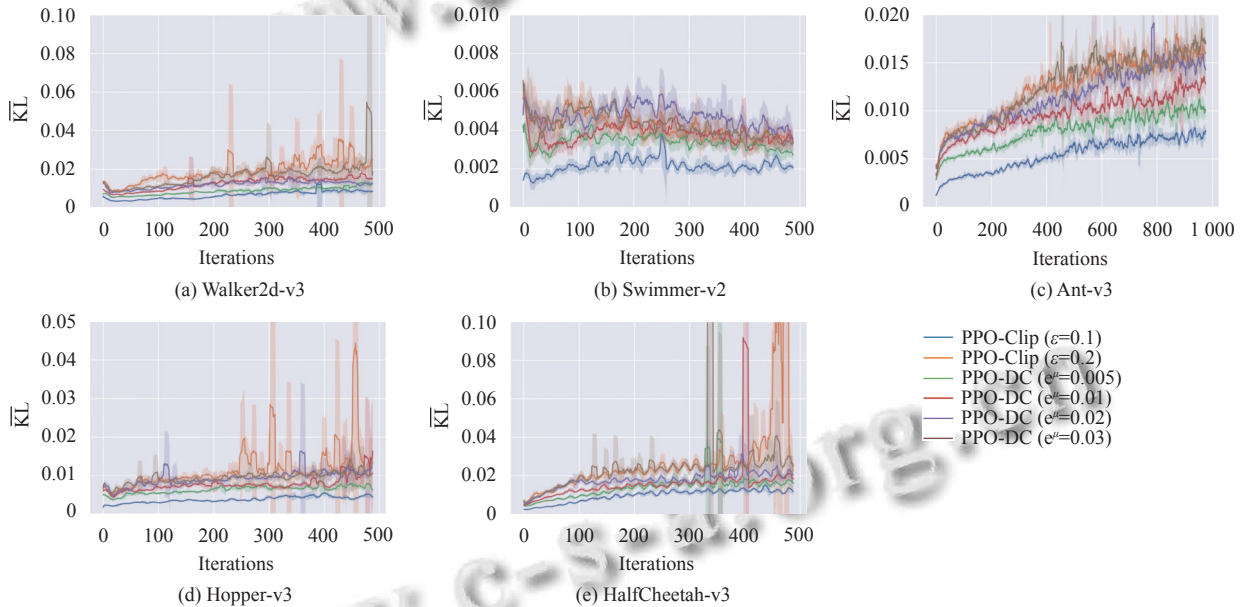 0.10
0.08
0.06
0.04
0.02
0
KL
0 100 200 300 400 500
Iterations
(a) Walker2d-v3
0.010
0.008
0.006
0.004
0.002
0
KL
0 100 200 300 400 500
Iterations
(b) Swimmer-v2
0.020
0.015
0.010
0.005
0
KL
0 200 400 600 800 1 000
Iterations
(c) Ant-v3
0.05
0.04
0.03
0.02
0.01
0
KL
0 100 200 300 400 500
Iterations
(d) Hopper-v3
0.10
0.08
0.06
0.04
0.02
0
KL
0 100 200 300 400 500
Iterations
(e) HalfCheetah-v3
PPO-Clip (ε=0.1)
PPO-Clip (ε=0.2)
PPO-DC (eᵘ=0.005)
PPO-DC (eᵘ=0.01)
PPO-DC (eᵘ=0.02)
PPO-DC (eᵘ=0.03)